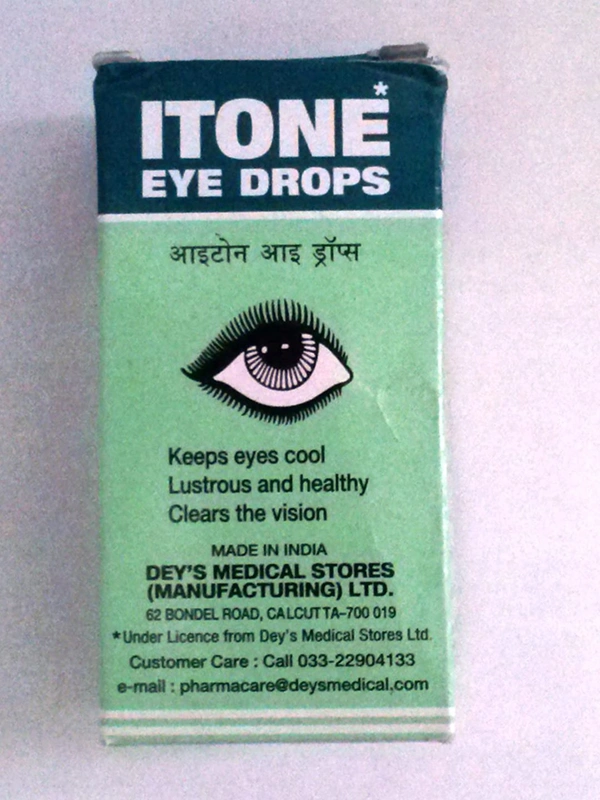 ITONE*
EYE DROPS
आइटोन आइ ड्रॉप्स
Keeps eyes cool
Lustrous and healthy
Clears the vision
MADE IN INDIA
DEY'S MEDICAL STORES
(MANUFACTURING) LTD.
62 BONDEL ROAD, CALCUTTA-700 019
*Under Licence from Dey's Medical Stores Ltd.
Customer Care : Call 033-22904133
e-mail : pharmacare@deysmedical.com